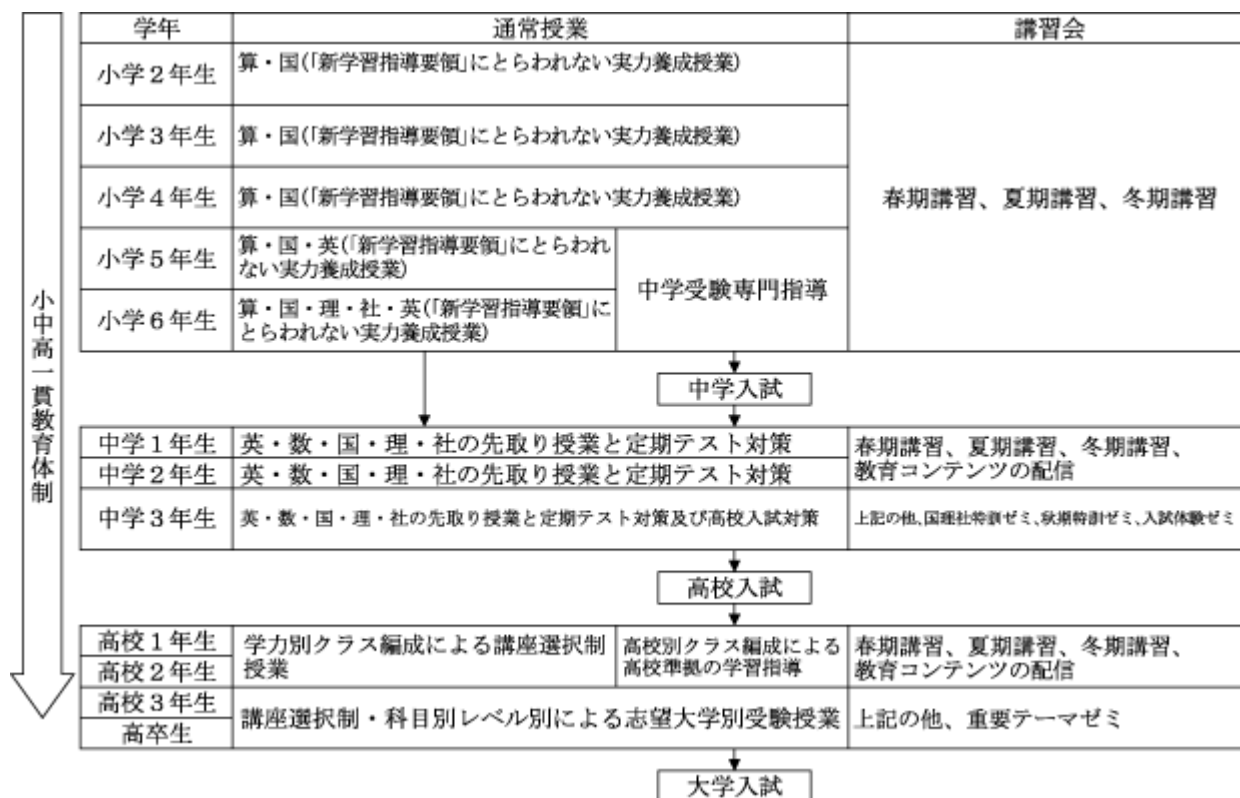 小中高一貫教育体制
学年 通常授業 講習会
小学2年生 算・国(「新学習指導要領」にとらわれない実力養成授業)
小学3年生 算・国(「新学習指導要領」にとらわれない実力養成授業)
小学4年生 算・国(「新学習指導要領」にとらわれない実力養成授業)
春期講習、夏期講習、冬期講習
小学5年生 算・国・英(「新学習指導要領」にとらわれ
ない実力養成授業)
中学受験専門指導
小学6年生 算・国・理・社・英(「新学習指導要領」に
とらわれない実力養成授業)
中学入試
中学1年生 英・数・国・理・社の先取り授業と定期テスト対策
中学2年生 英・数・国・理・社の先取り授業と定期テスト対策
春期講習、夏期講習、冬期講習、
教育コンテンツの配信
中学3年生 英・数・国・理・社の先取り授業と定期テスト対策及び高校入試対策 上記の他、国理社特訓ゼミ、秋期特訓ゼミ、入試体験ゼミ
高校入試
高校1年生
高校2年生
学力別クラス編成による講座選択制
授業
高校別クラス編成による
高校準拠の学習指導
春期講習、夏期講習、冬期講習、
教育コンテンツの配信
高校3年生
高卒生
講座選択制・科目別レベル別による志望大学別受験授業 上記の他、重要テーマゼミ
大学入試